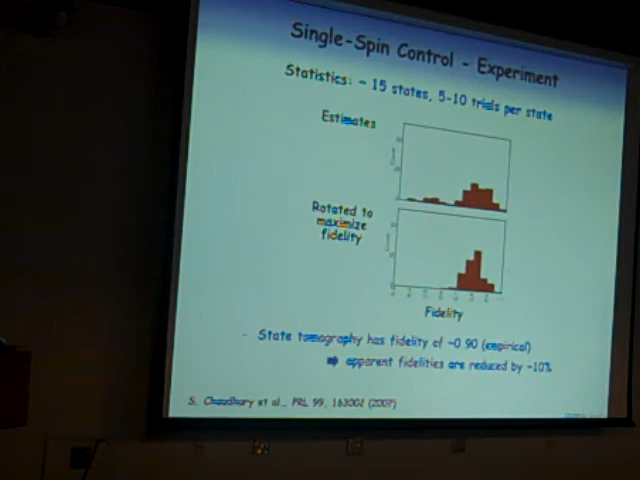 Single-Spin Control - Experiment
Statistics: ~ 15 states, 5-10 trials per state
Estimates
Rotated to
maximize
fidelity
Fidelity
- State tomography has fidelity of ~0.90 (empirical)
➡ apparent fidelities are reduced by ~10%
S. Chaudhury et al., PRL 99, 163002 (2007)